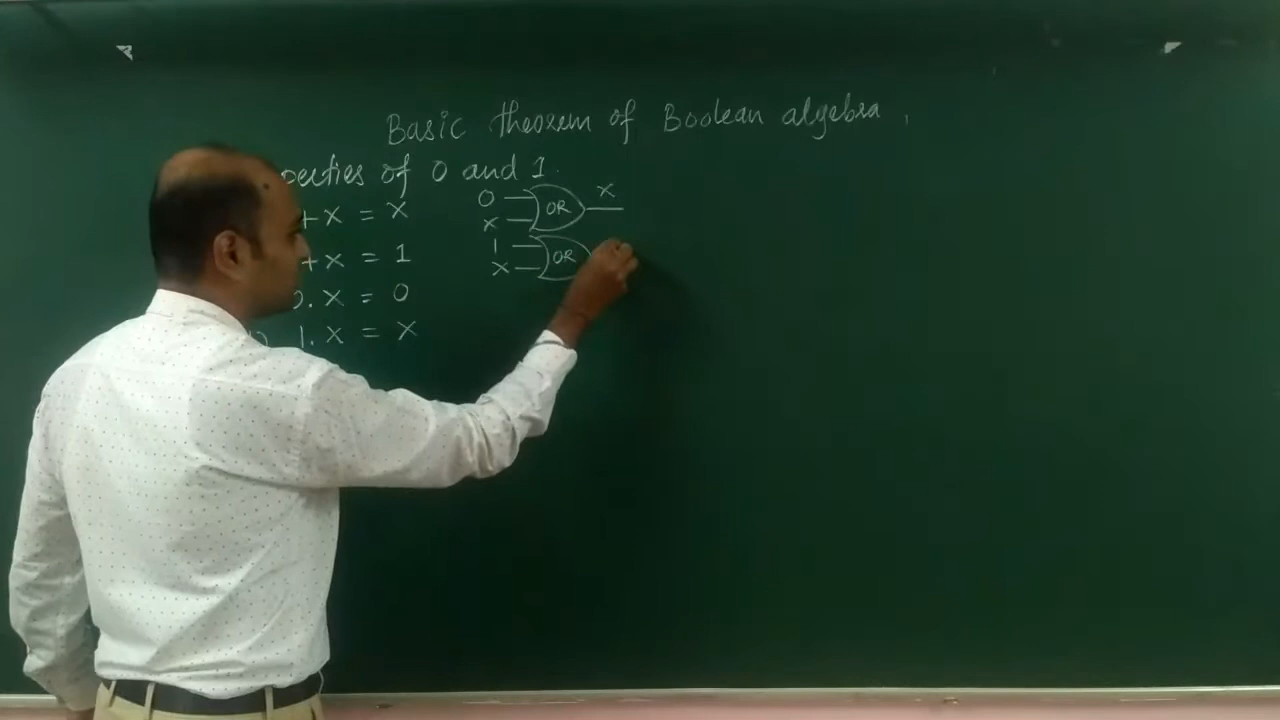 Basic theorem of Boolean algebra.
perties of 0 and 1.
+ x = x
+ x = 1
0. x = 0
1. x = x
0
x
OR
x
1
x
OR